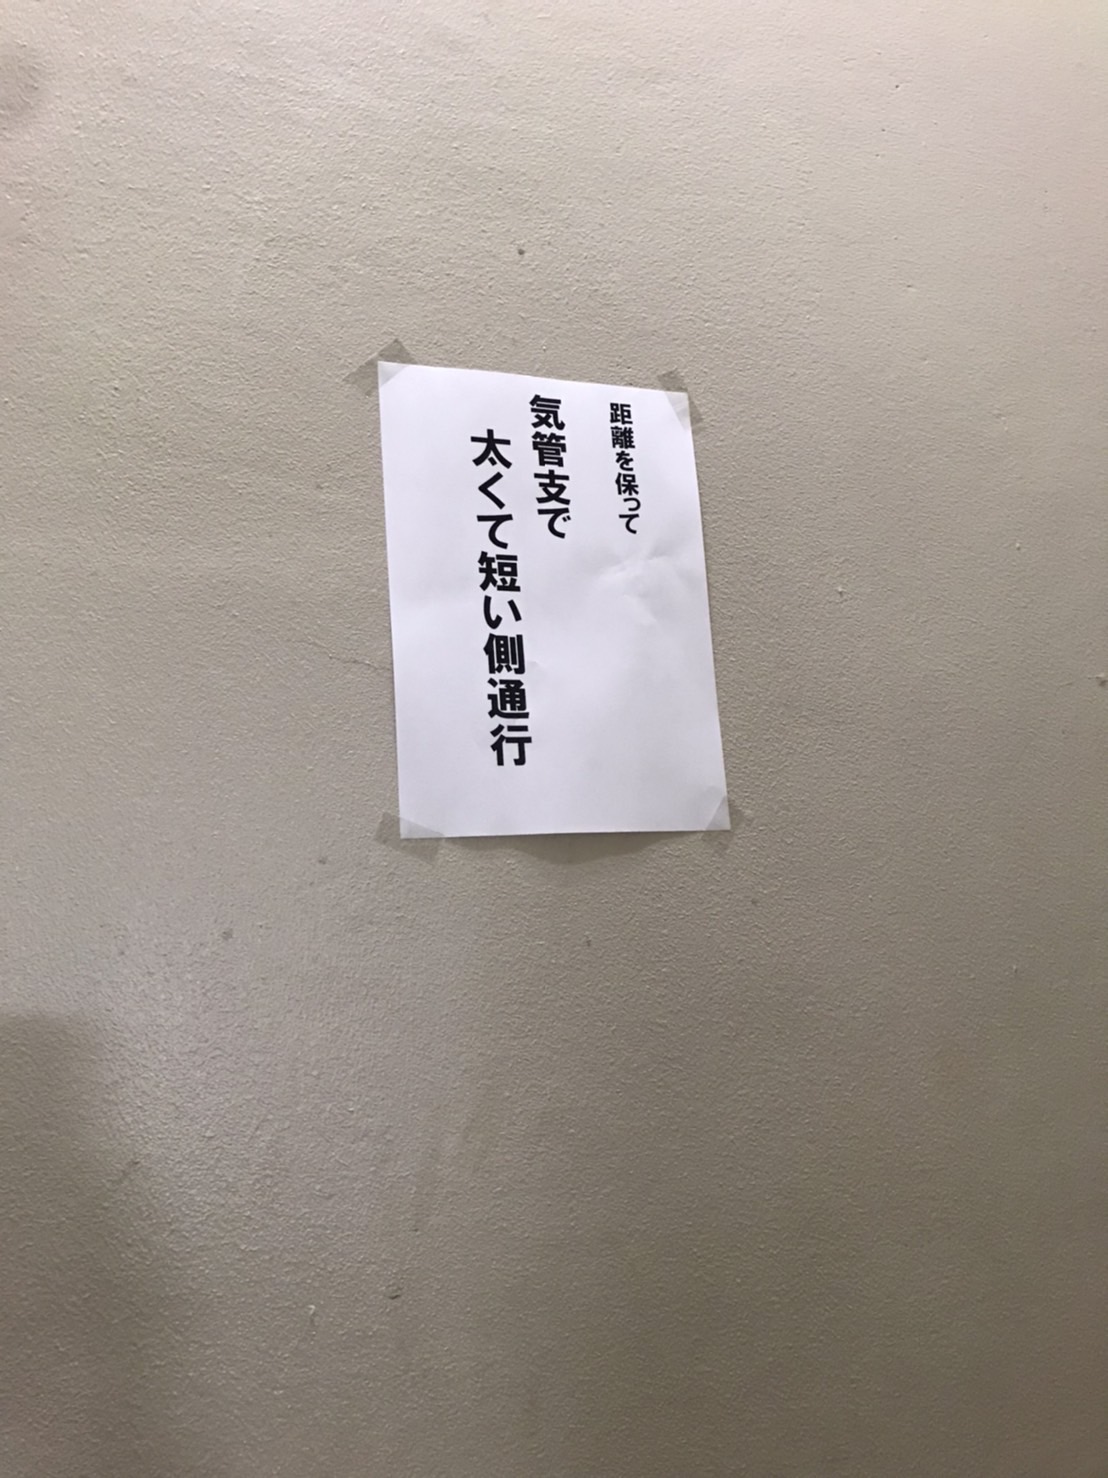 距離を保って
気管支で
太くて短い側通行